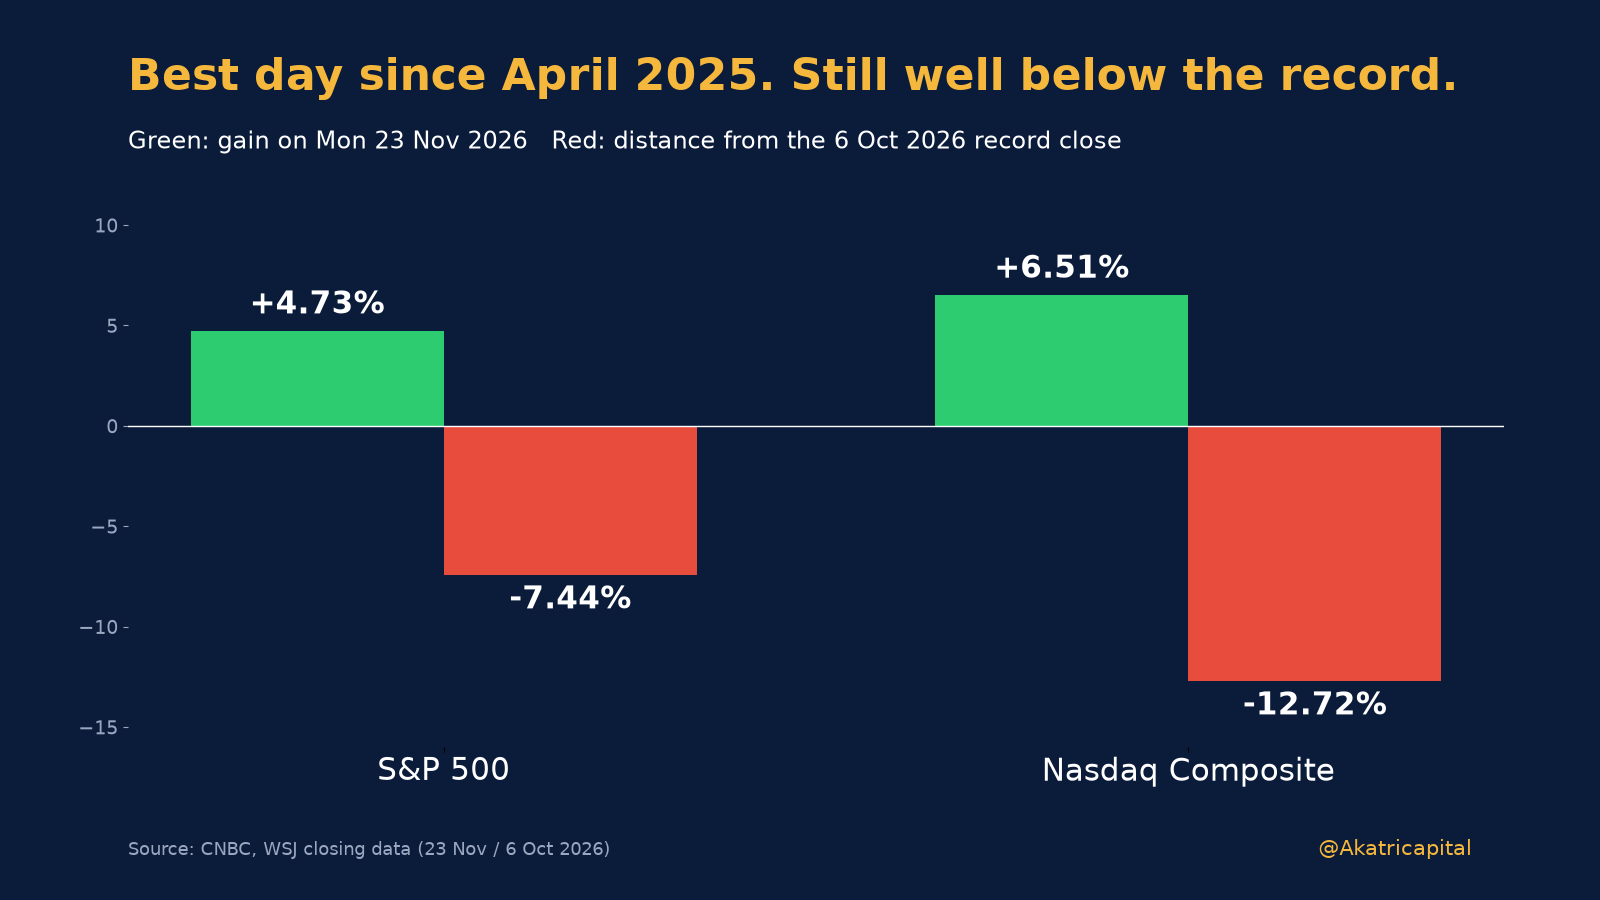 Best day since April 2025. Still well below the record.
Green: gain on Mon 23 Nov 2026   Red: distance from the 6 Oct 2026 record close
10
+6.51%
+4.73%
5
0
−5
-7.44%
−10
-12.72%
−15
S&P 500
Nasdaq Composite
Source: CNBC, WSJ closing data (23 Nov / 6 Oct 2026)
@Akatricapital